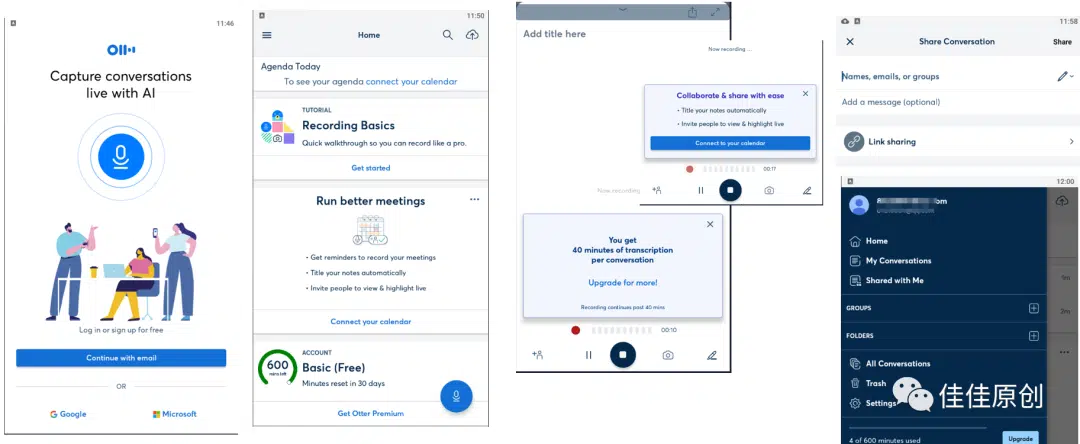 11:46
Otter
Capture conversations
live with AI
Log in or sign up for free
Continue with email
OR
Google
Microsoft
11:50
Home
Agenda Today
To see your agenda connect your calendar
TUTORIAL
Recording Basics
Quick walkthrough so you can record like a pro.
Get started
Run better meetings
• Get reminders to record your meetings
• Title your notes automatically
• Invite people to view & highlight live
Connect your calendar
600
mins left
ACCOUNT
Basic (Free)
Minutes reset in 30 days
Get Otter Premium
Add title here
Now recording
You get
40 minutes of transcription
per conversation
Upgrade for more!
Recording continues past 40 mins
00:10
Now recording ...
Collaborate & share with ease
• Title your notes automatically
• Invite people to view & highlight live
Connect to your calendar
00:17
11:58
Share Conversation
Share
Names, emails, or groups
Add a message (optional)
Link sharing
12:00
Home
My Conversations
Shared with Me
GROUPS
FOLDERS
All Conversations
Trash
Settings
4 of 600 minutes used
Upgrade
佳佳原创